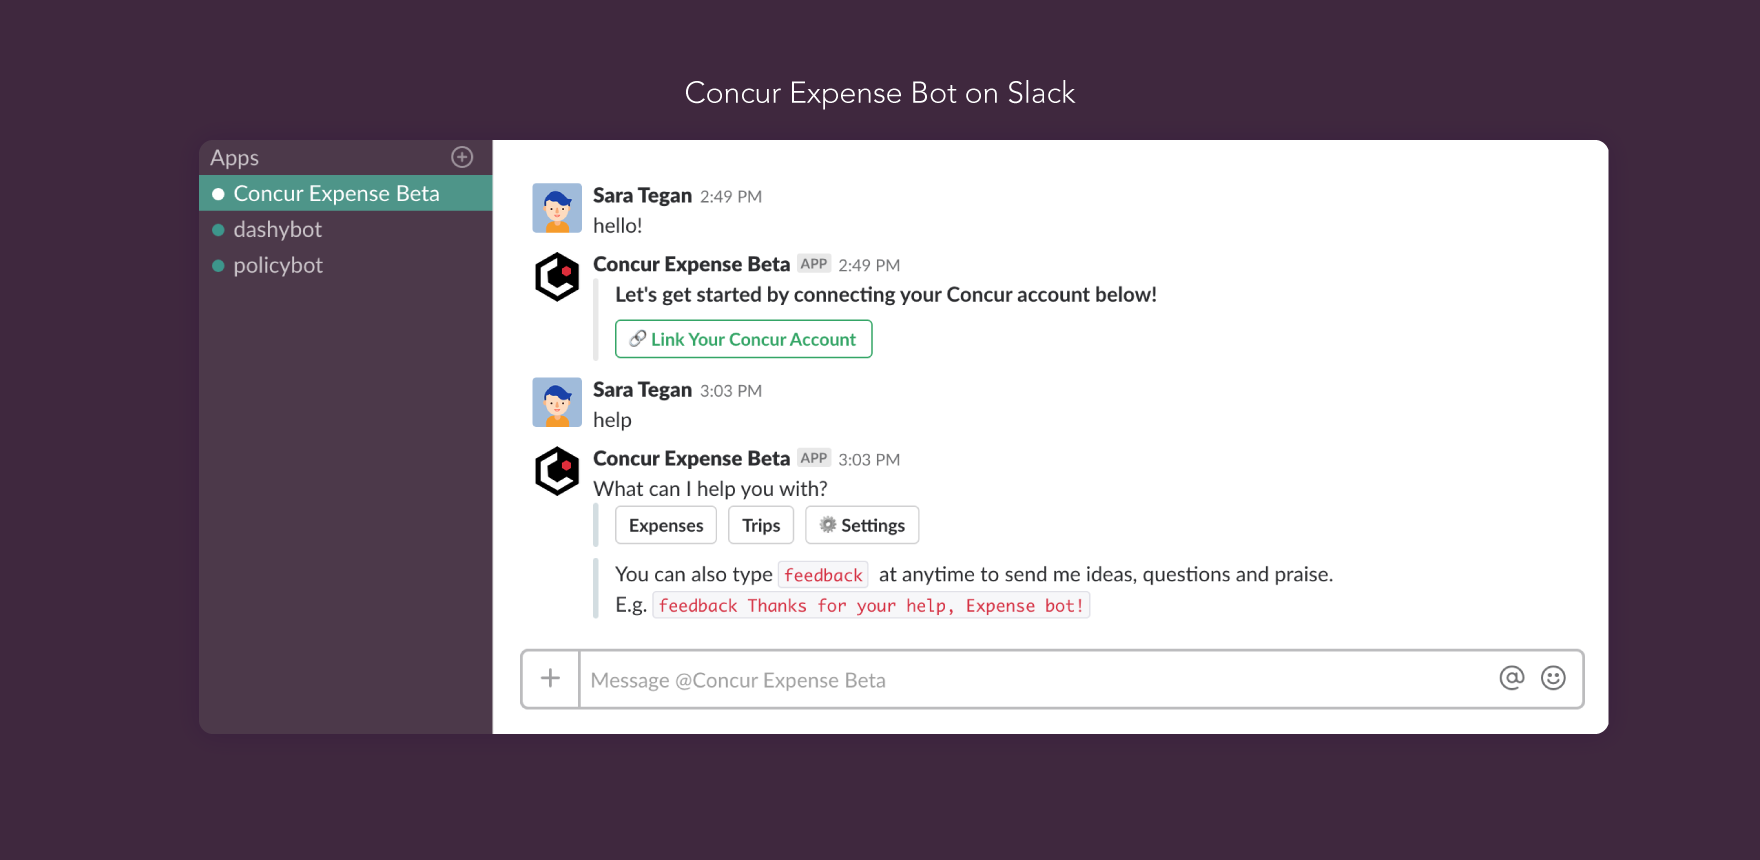 Concur Expense Bot on Slack
Apps
Concur Expense Beta
dashybot
policybot
Sara Tegan 2:49 PM
hello!
Concur Expense Beta APP 2:49 PM
Let's get started by connecting your Concur account below!
Link Your Concur Account
Sara Tegan 3:03 PM
help
Concur Expense Beta APP 3:03 PM
What can I help you with?
Expenses Trips Settings
You can also type feedback at anytime to send me ideas, questions and praise.
E.g. feedback Thanks for your help, Expense bot!
Message @Concur Expense Beta